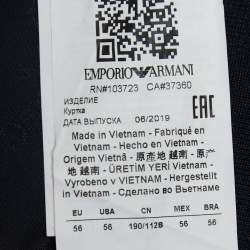 EMPORIO ARMANI
RN#103723 CA#37360
ИЗДЕЛИЕ
Куртка
ДАТА ВЫПУСКА 06/2019
EAC
Made in Vietnam - Fabriqué en
Vietnam - Hecho en Vietnam -
Origem Vietnã - 原產地 越南 - 原产
地 越南 - ÜRETİM YERİ Vietnam -
Vyrobeno v VIETNAM - Hergestellt
in Vietnam - Сделано во Вьетнаме
EU USA CN MEX BRA
56 56 190/112B 56 56